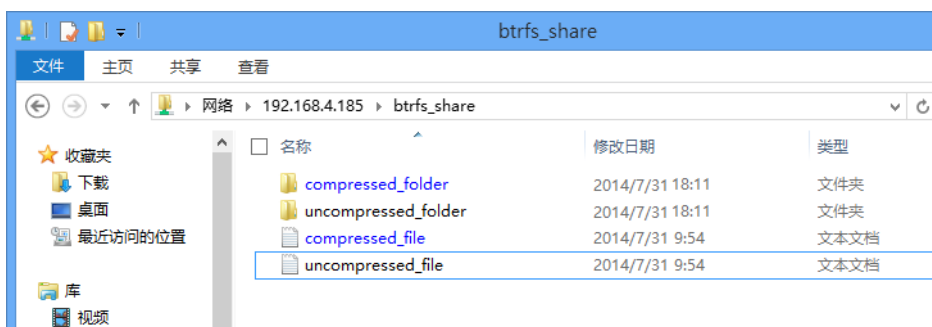 btrfs_share
文件 主页 共享 查看
网络 192.168.4.185 btrfs_share
收藏夹 名称 修改日期 类型
下载 compressed_folder 2014/7/31 18:11 文件夹
桌面 uncompressed_folder 2014/7/31 18:11 文件夹
最近访问的位置 compressed_file 2014/7/31 9:54 文本文档
uncompressed_file 2014/7/31 9:54 文本文档
库
视频